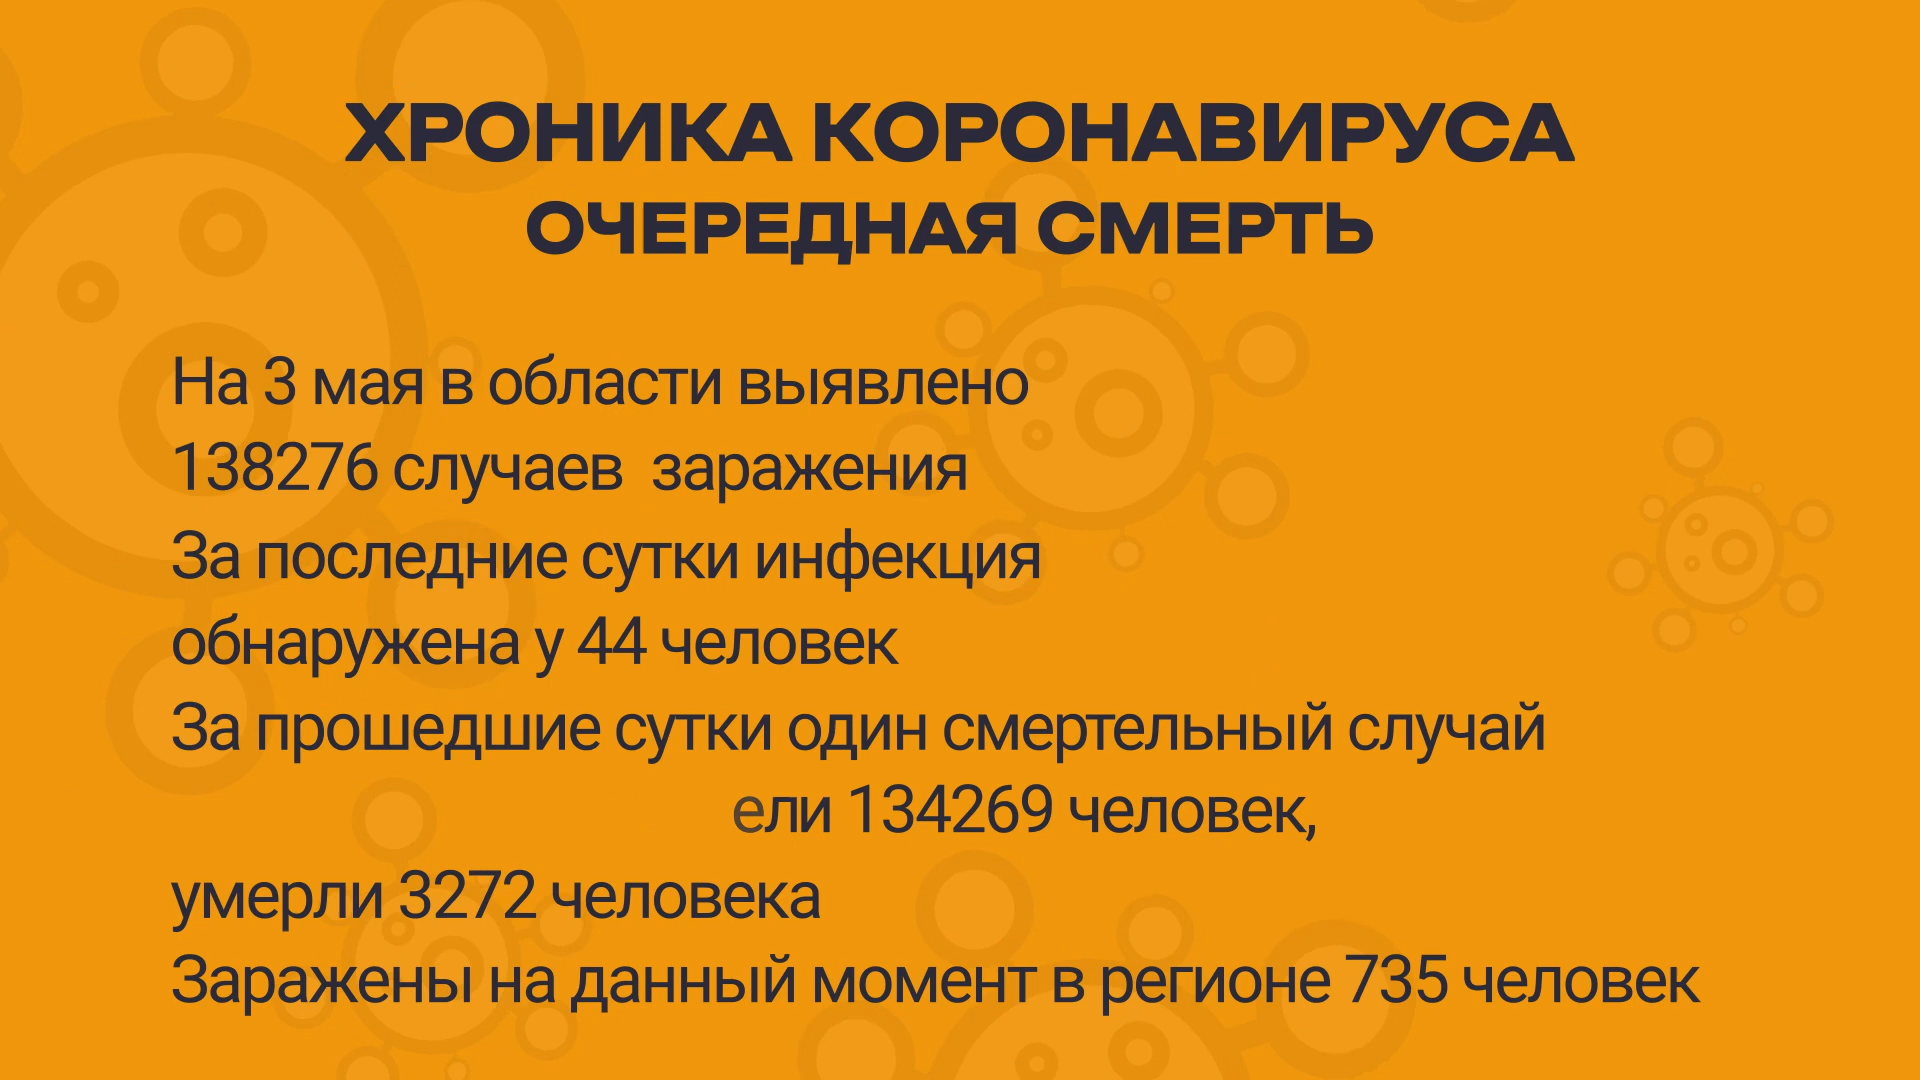 ХРОНИКА КОРОНАВИРУСА
ОЧЕРЕДНАЯ СМЕРТЬ
На 3 мая в области выявлено
138276 случаев заражения
За последние сутки инфекция
обнаружена у 44 человек
За прошедшие сутки один смертельный случай
ели 134269 человек,
умерли 3272 человека
Заражены на данный момент в регионе 735 человек